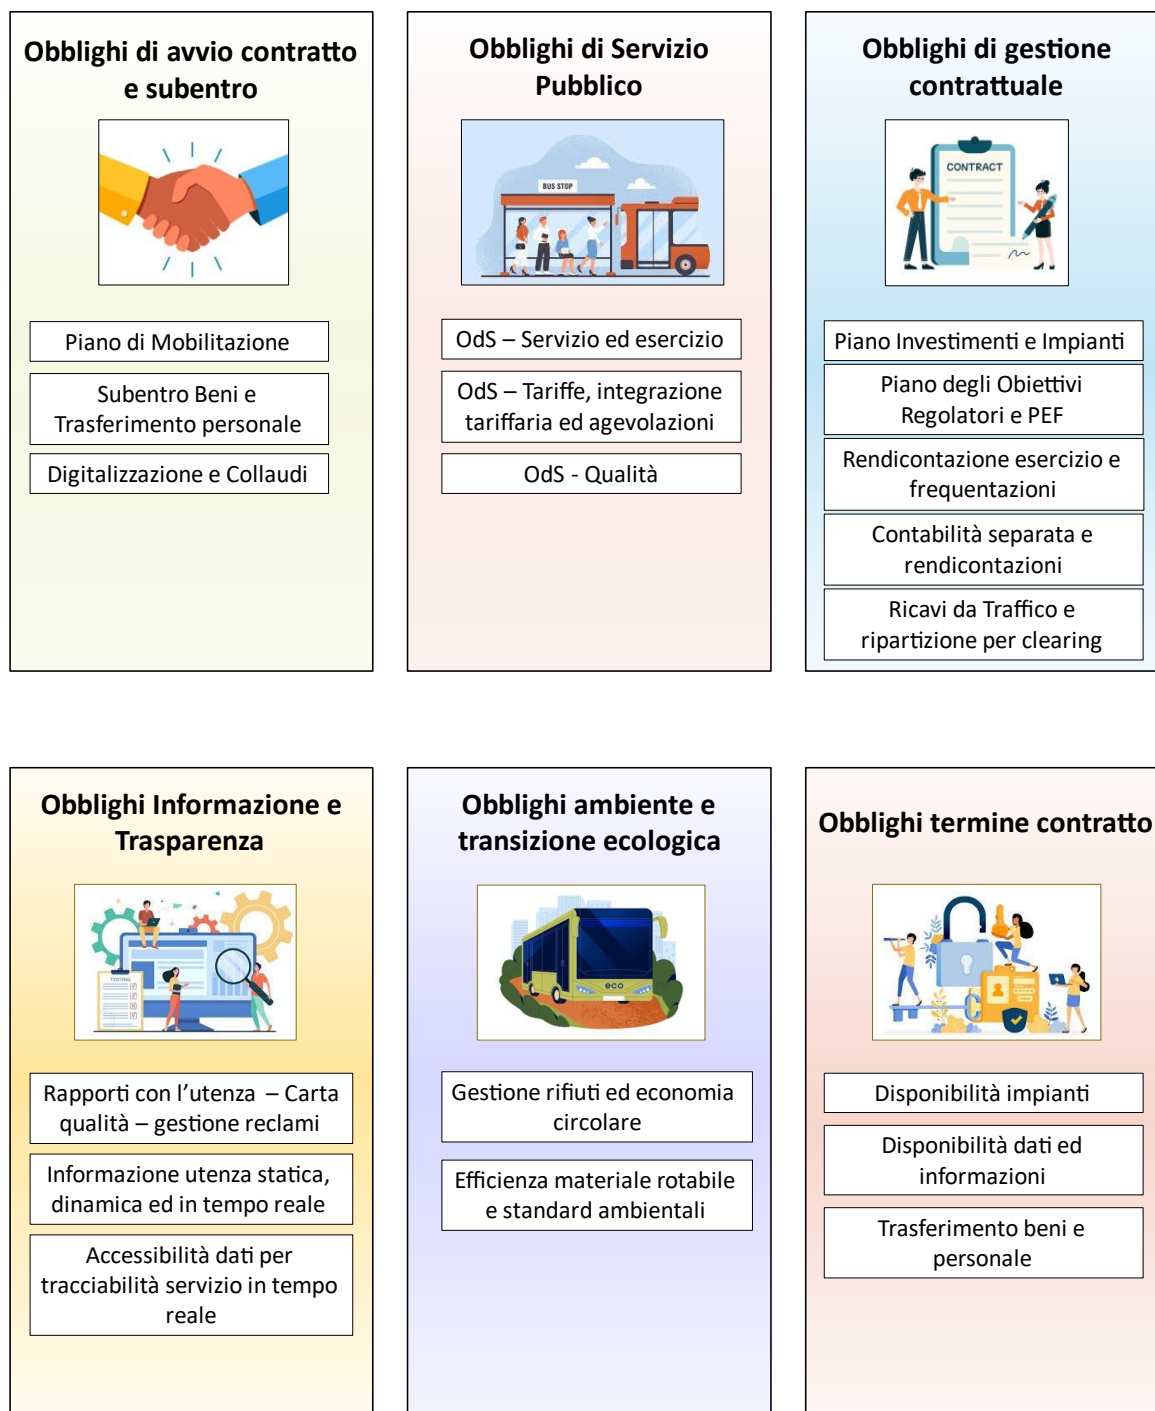 Obblighi di avvio contratto
e subentro
Piano di Mobilitazione
Subentro Beni e
Trasferimento personale
Digitalizzazione e Collaudi
Obblighi di Servizio
Pubblico
BUS STOP
OdS – Servizio ed esercizio
OdS – Tariffe, integrazione
tariffaria ed agevolazioni
OdS - Qualità
Obblighi di gestione
contrattuale
CONTRACT
Piano Investimenti e Impianti
Piano degli Obiettivi
Regolatori e PEF
Rendicontazione esercizio e
frequentazioni
Contabilità separata e
rendicontazioni
Ricavi da Traffico e
ripartizione per clearing
Obblighi Informazione e
Trasparenza
TESTING
Rapporti con l’utenza – Carta
qualità – gestione reclami
Informazione utenza statica,
dinamica ed in tempo reale
Accessibilità dati per
tracciabilità servizio in tempo
reale
Obblighi ambiente e
transizione ecologica
eco
Gestione rifiuti ed economia
circolare
Efficienza materiale rotabile
e standard ambientali
Obblighi termine contratto
Disponibilità impianti
Disponibilità dati ed
informazioni
Trasferimento beni e
personale